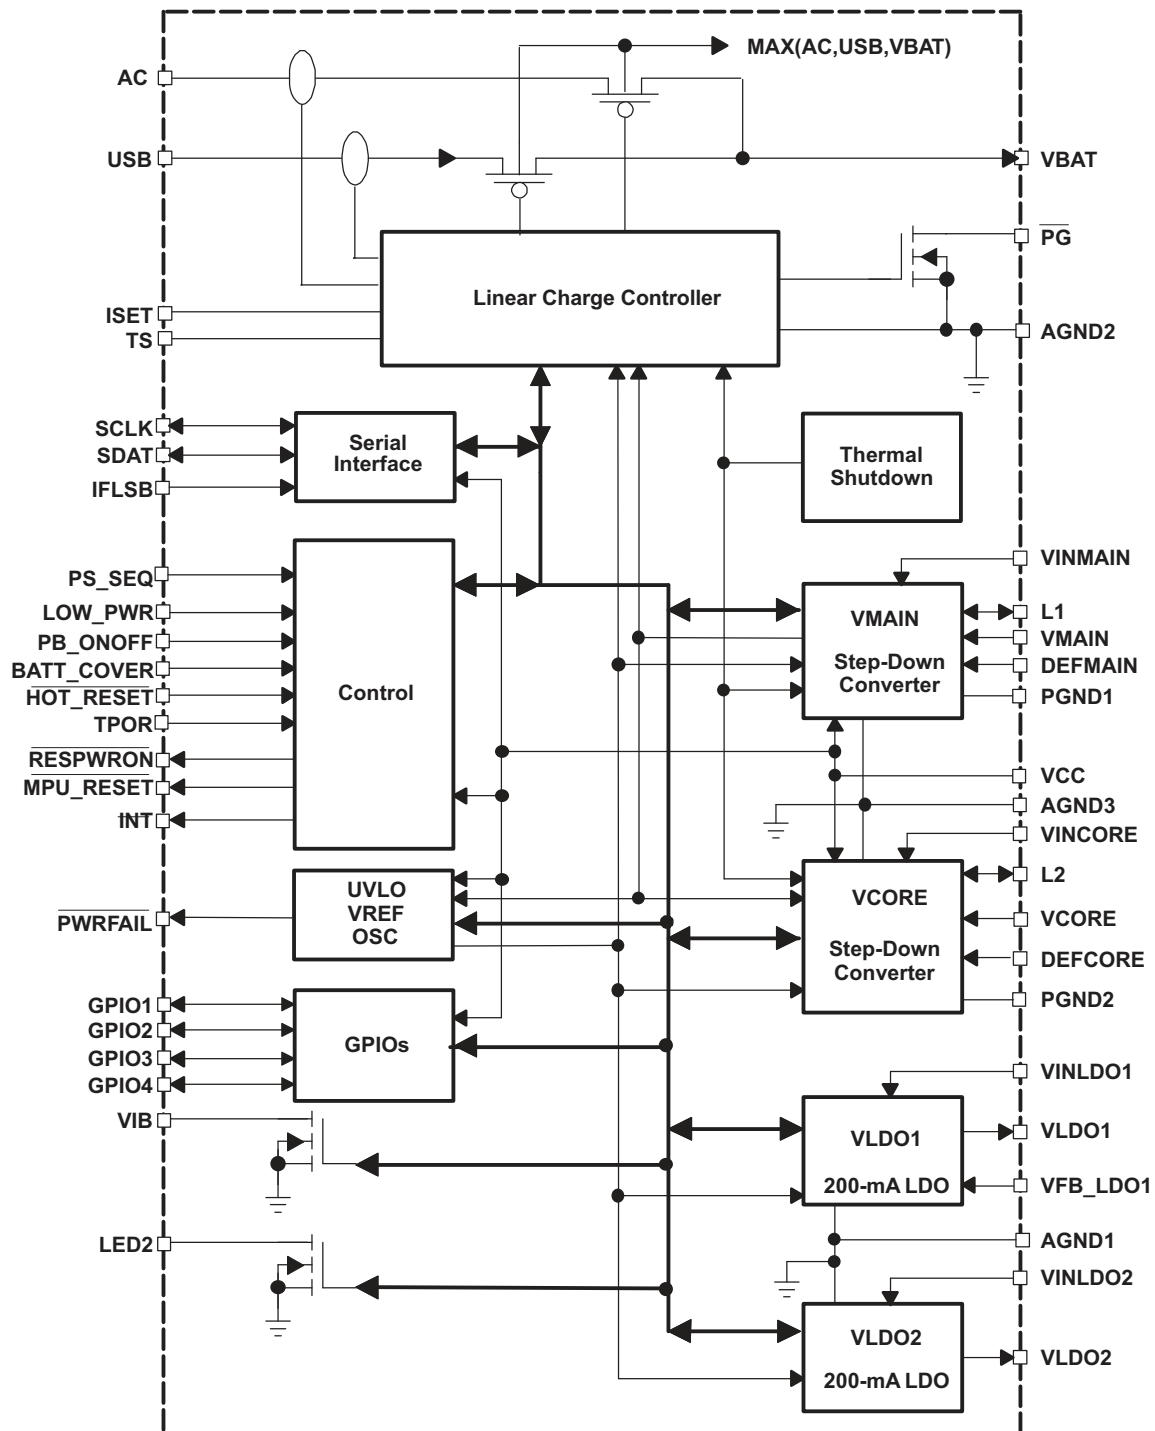 MAX(AC,USB,VBAT)
AC
USB
VBAT
PG
Linear Charge Controller
ISET
TS
AGND2
SCLK
SDAT
IFLSB
Serial
Interface
Thermal
Shutdown
PS_SEQ
LOW_PWR
PB_ONOFF
BATT_COVER
HOT_RESET
TPOR
RESPWRON
MPU_RESET
INT
Control
VINMAIN
VMAIN
Step-Down
Converter
L1
VMAIN
DEFMAIN
PGND1
VCC
AGND3
VINCORE
PWRFAIL
UVLO
VREF
OSC
VCORE
Step-Down
Converter
L2
VCORE
DEFCORE
PGND2
GPIO1
GPIO2
GPIO3
GPIO4
GPIOs
VIB
VINLDO1
VLDO1
200-mA LDO
VLDO1
VFB_LDO1
LED2
AGND1
VINLDO2
VLDO2
200-mA LDO
VLDO2